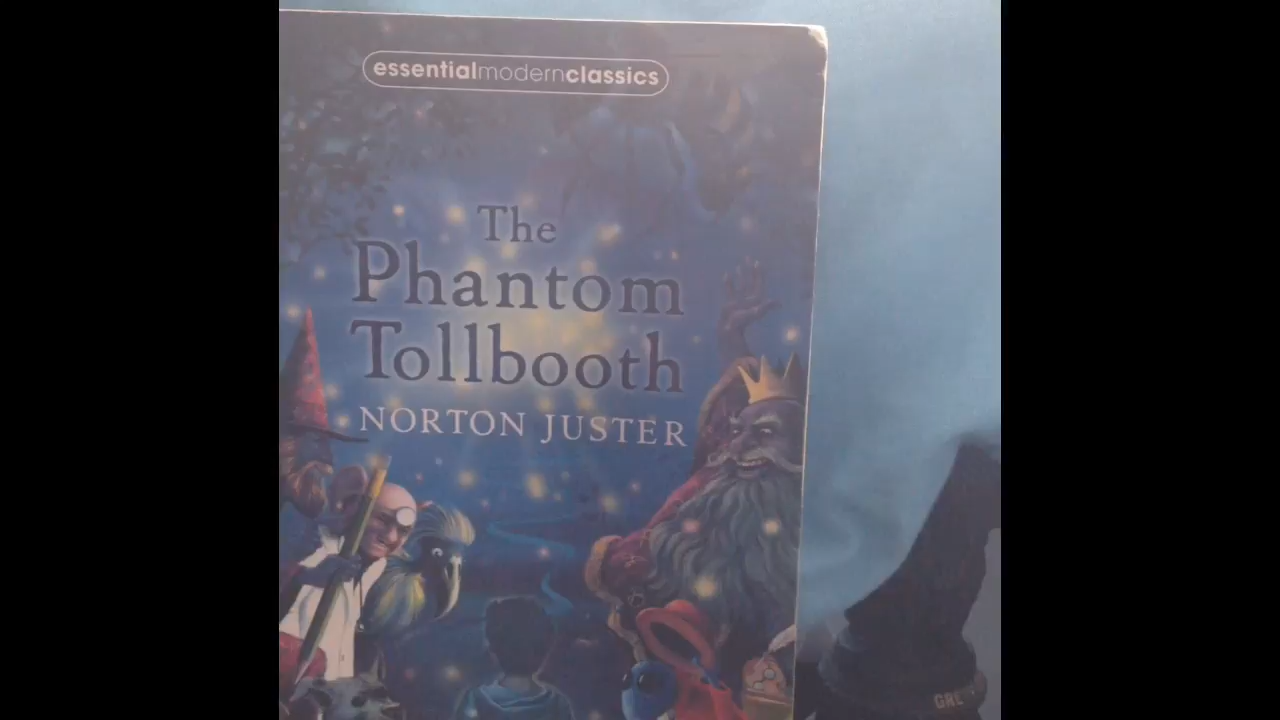 essentialmodernclassics
The
Phantom
Tollbooth
NORTON JUSTER